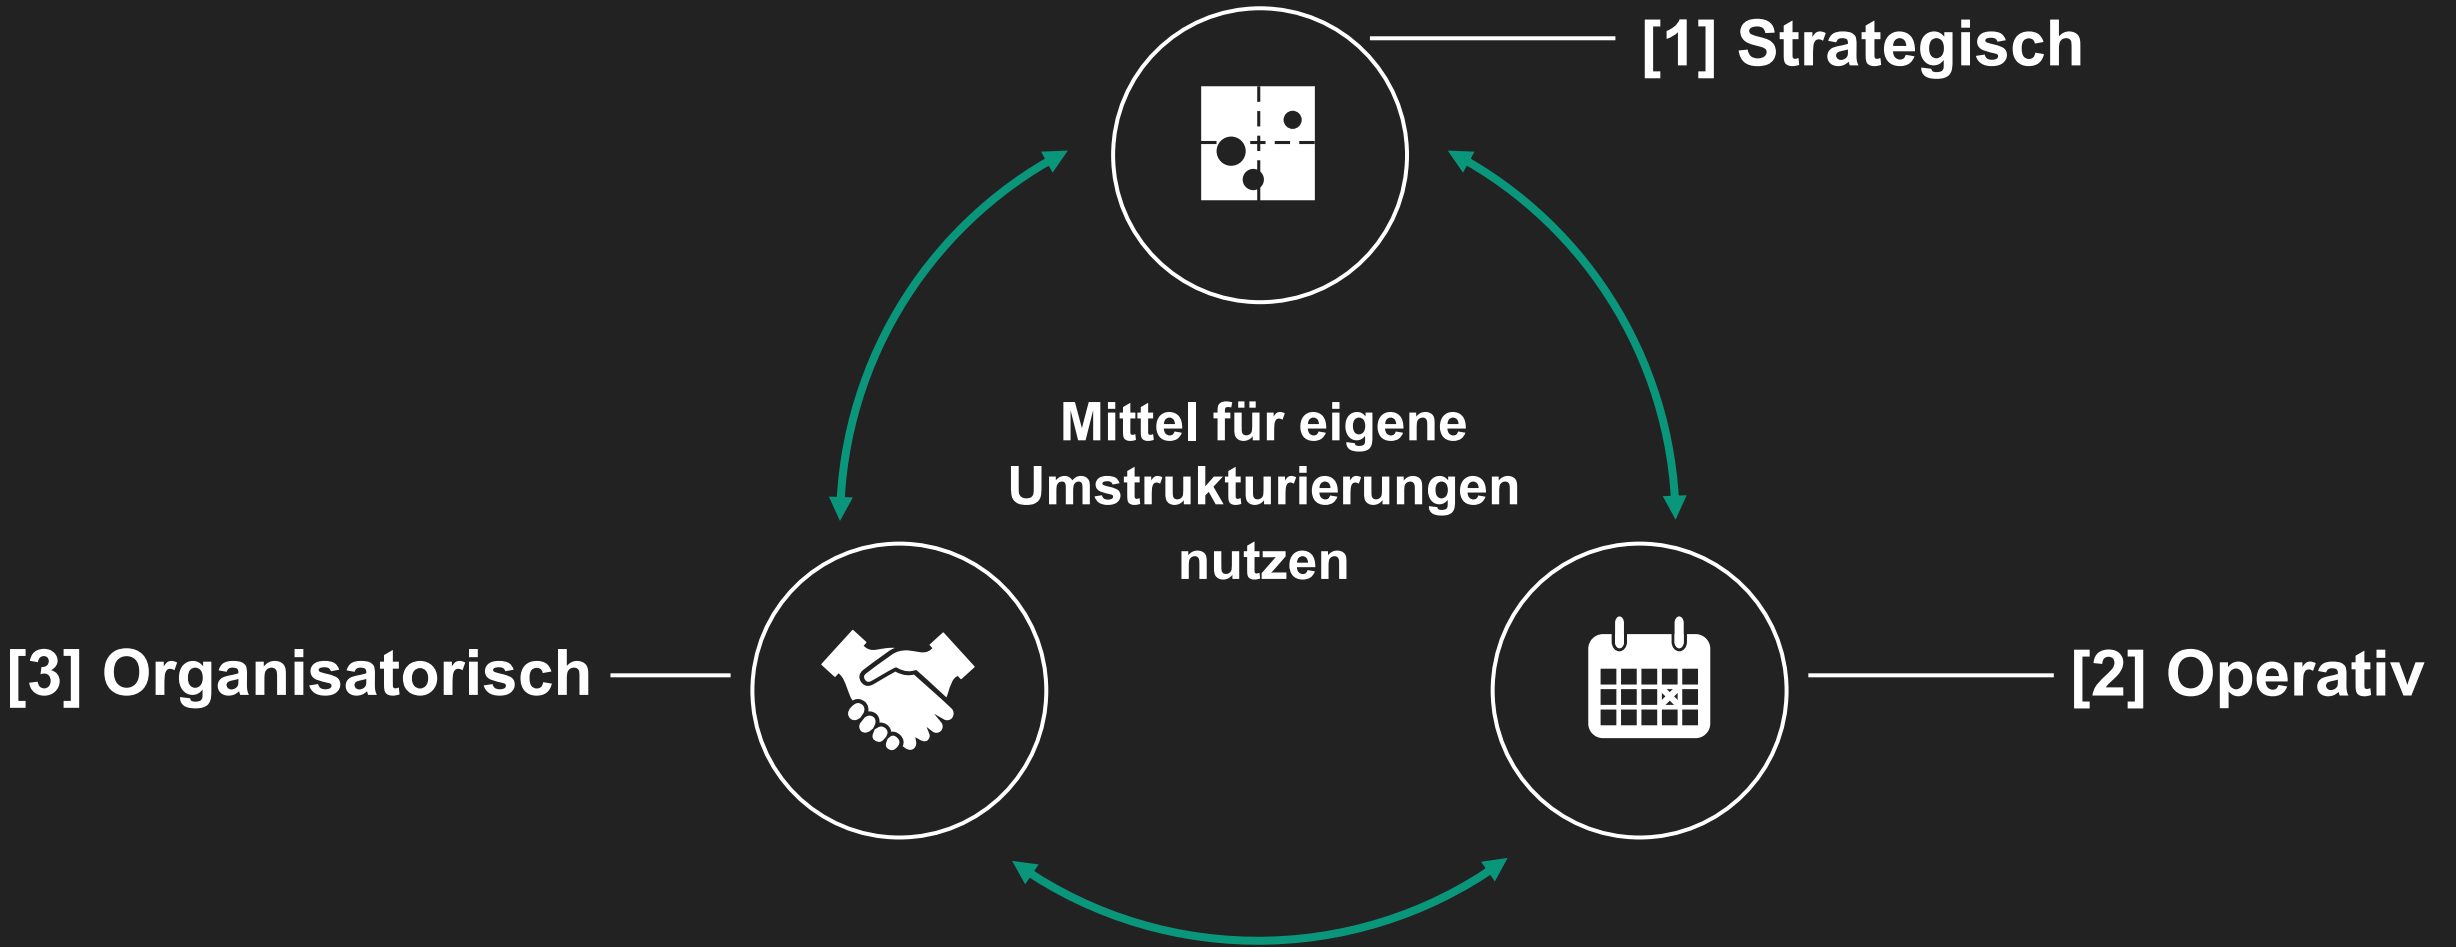 [1] Strategisch
Mittel für eigene
Umstrukturierungen
nutzen
[3] Organisatorisch
[2] Operativ